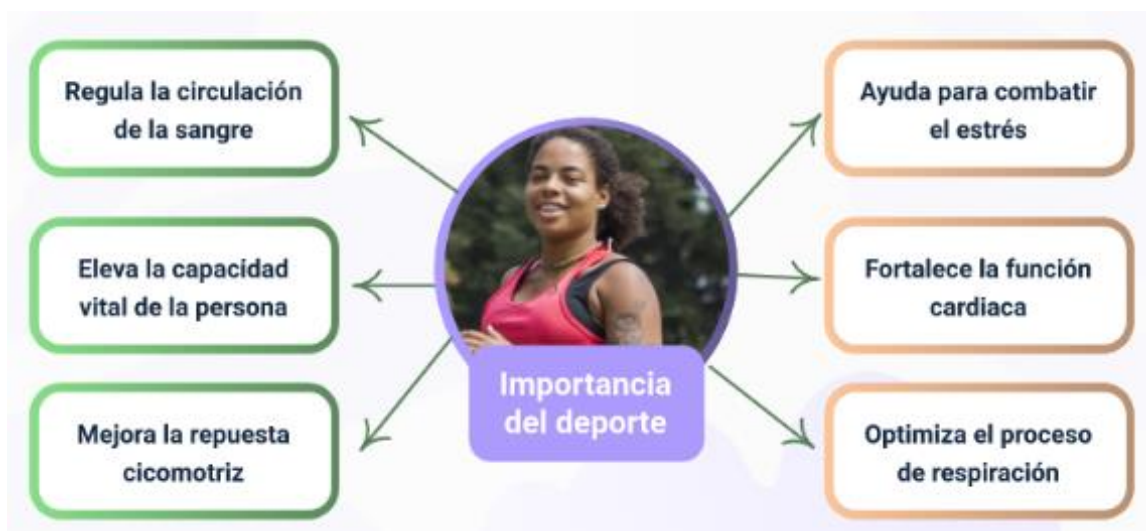 Regula la circulación
de la sangre
Eleva la capacidad
vital de la persona
Mejora la repuesta
cicomotriz
Importancia
del deporte
Ayuda para combatir
el estrés
Fortalece la función
cardiaca
Optimiza el proceso
de respiración